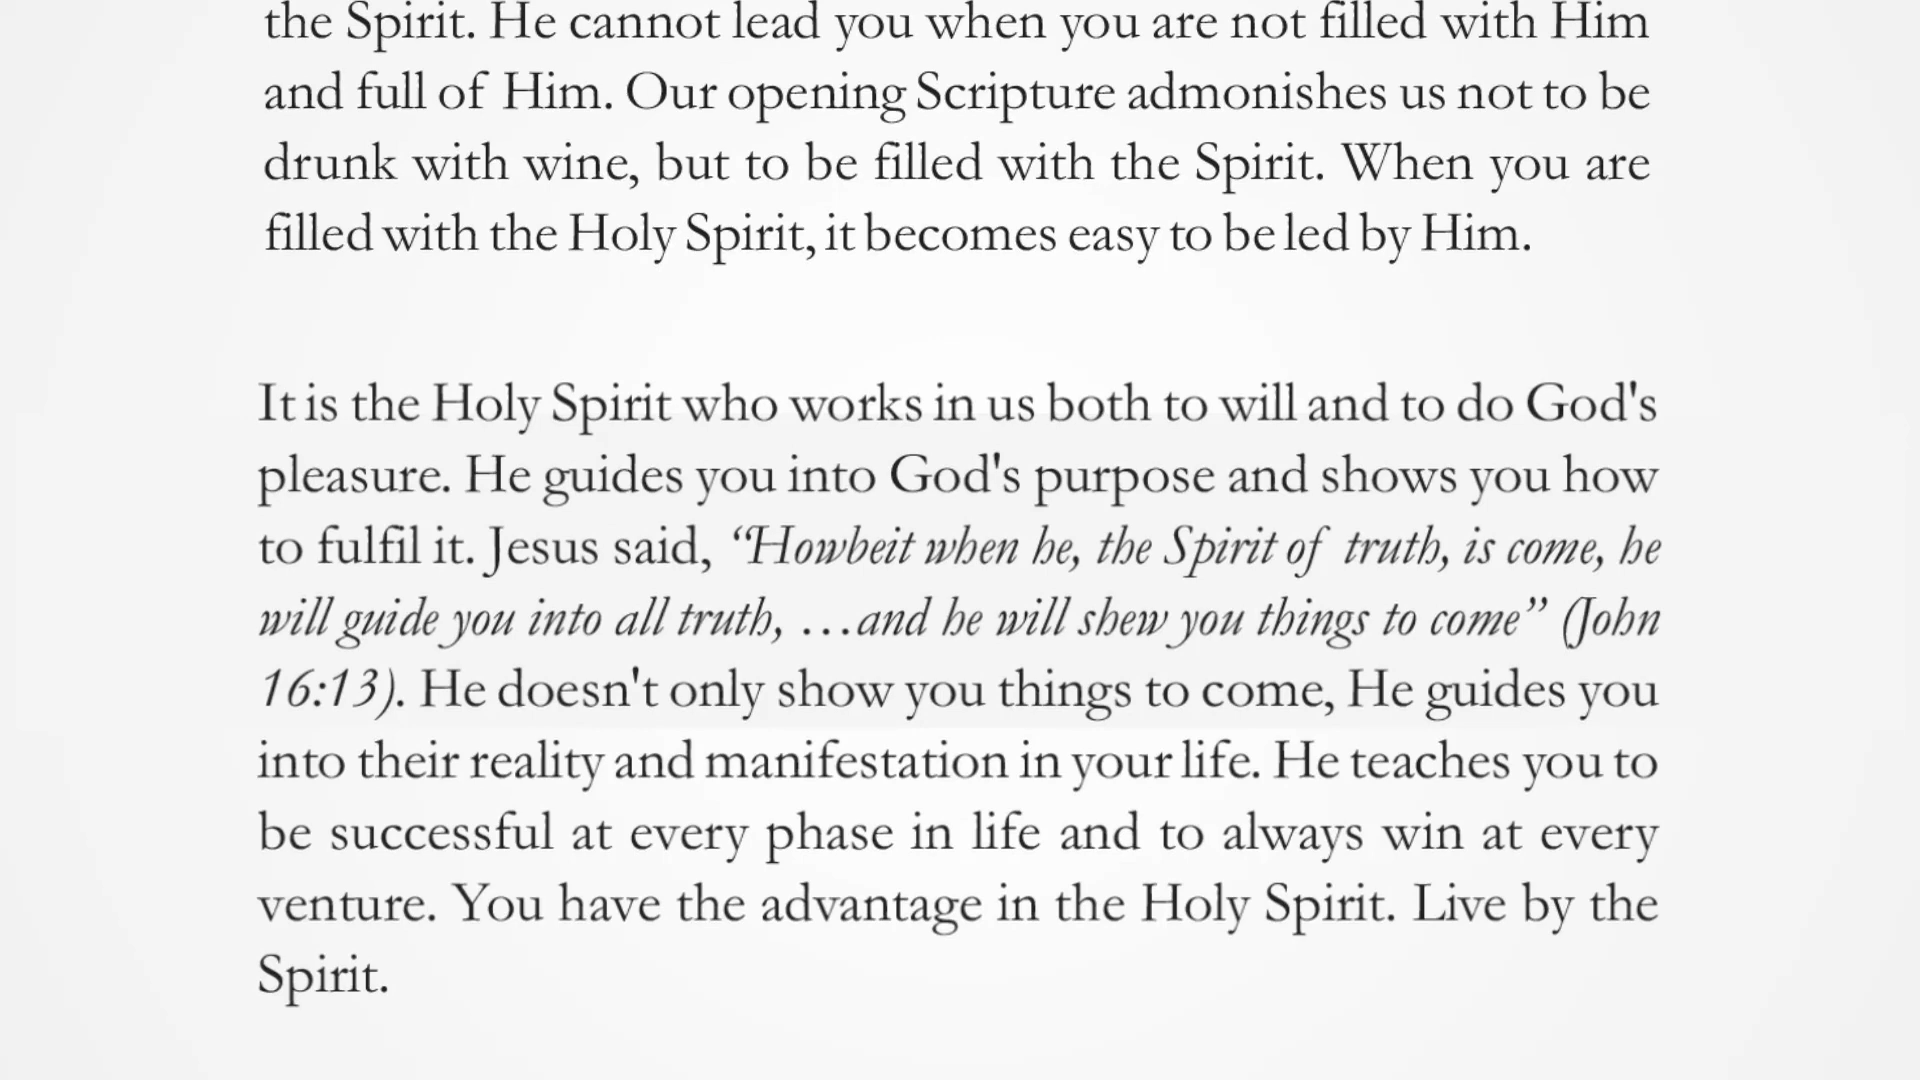 the Spirit. He cannot lead you when you are not filled with Him
and full of Him. Our opening Scripture admonishes us not to be
drunk with wine, but to be filled with the Spirit. When you are
filled with the Holy Spirit, it becomes easy to be led by Him.
It is the Holy Spirit who works in us both to will and to do God's
pleasure. He guides you into God's purpose and shows you how
to fulfil it. Jesus said, “Howbeit when he, the Spirit of truth, is come, he
will guide you into all truth, …and he will shew you things to come” (John
16:13). He doesn't only show you things to come, He guides you
into their reality and manifestation in your life. He teaches you to
be successful at every phase in life and to always win at every
venture. You have the advantage in the Holy Spirit. Live by the
Spirit.